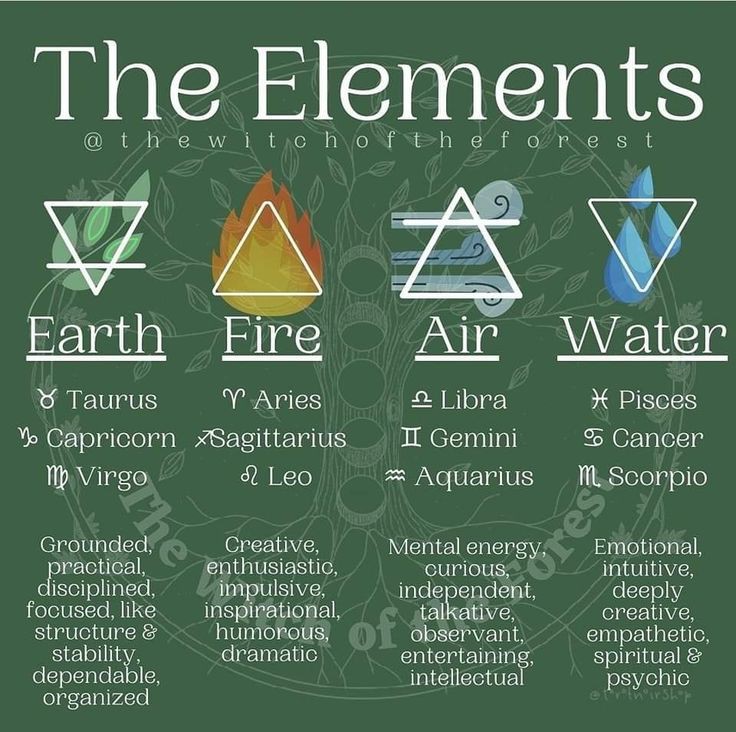 The Elements
@thewitchoftheforest
Earth
♉ Taurus
♑ Capricorn
♍ Virgo
Grounded,
practical,
disciplined,
focused, like
structure &
stability,
dependable,
organized
Fire
♈ Aries
♐Sagittarius
♌ Leo
Creative,
enthusiastic,
impulsive,
inspirational,
humorous,
dramatic
Air
♎ Libra
♊ Gemini
♒ Aquarius
Mental energy,
curious,
independent,
talkative,
observant,
entertaining,
intellectual
Water
♓ Pisces
♋ Cancer
♏ Scorpio
Emotional,
intuitive,
deeply
creative,
empathetic,
spiritual &
psychic
The Witch of the Forest